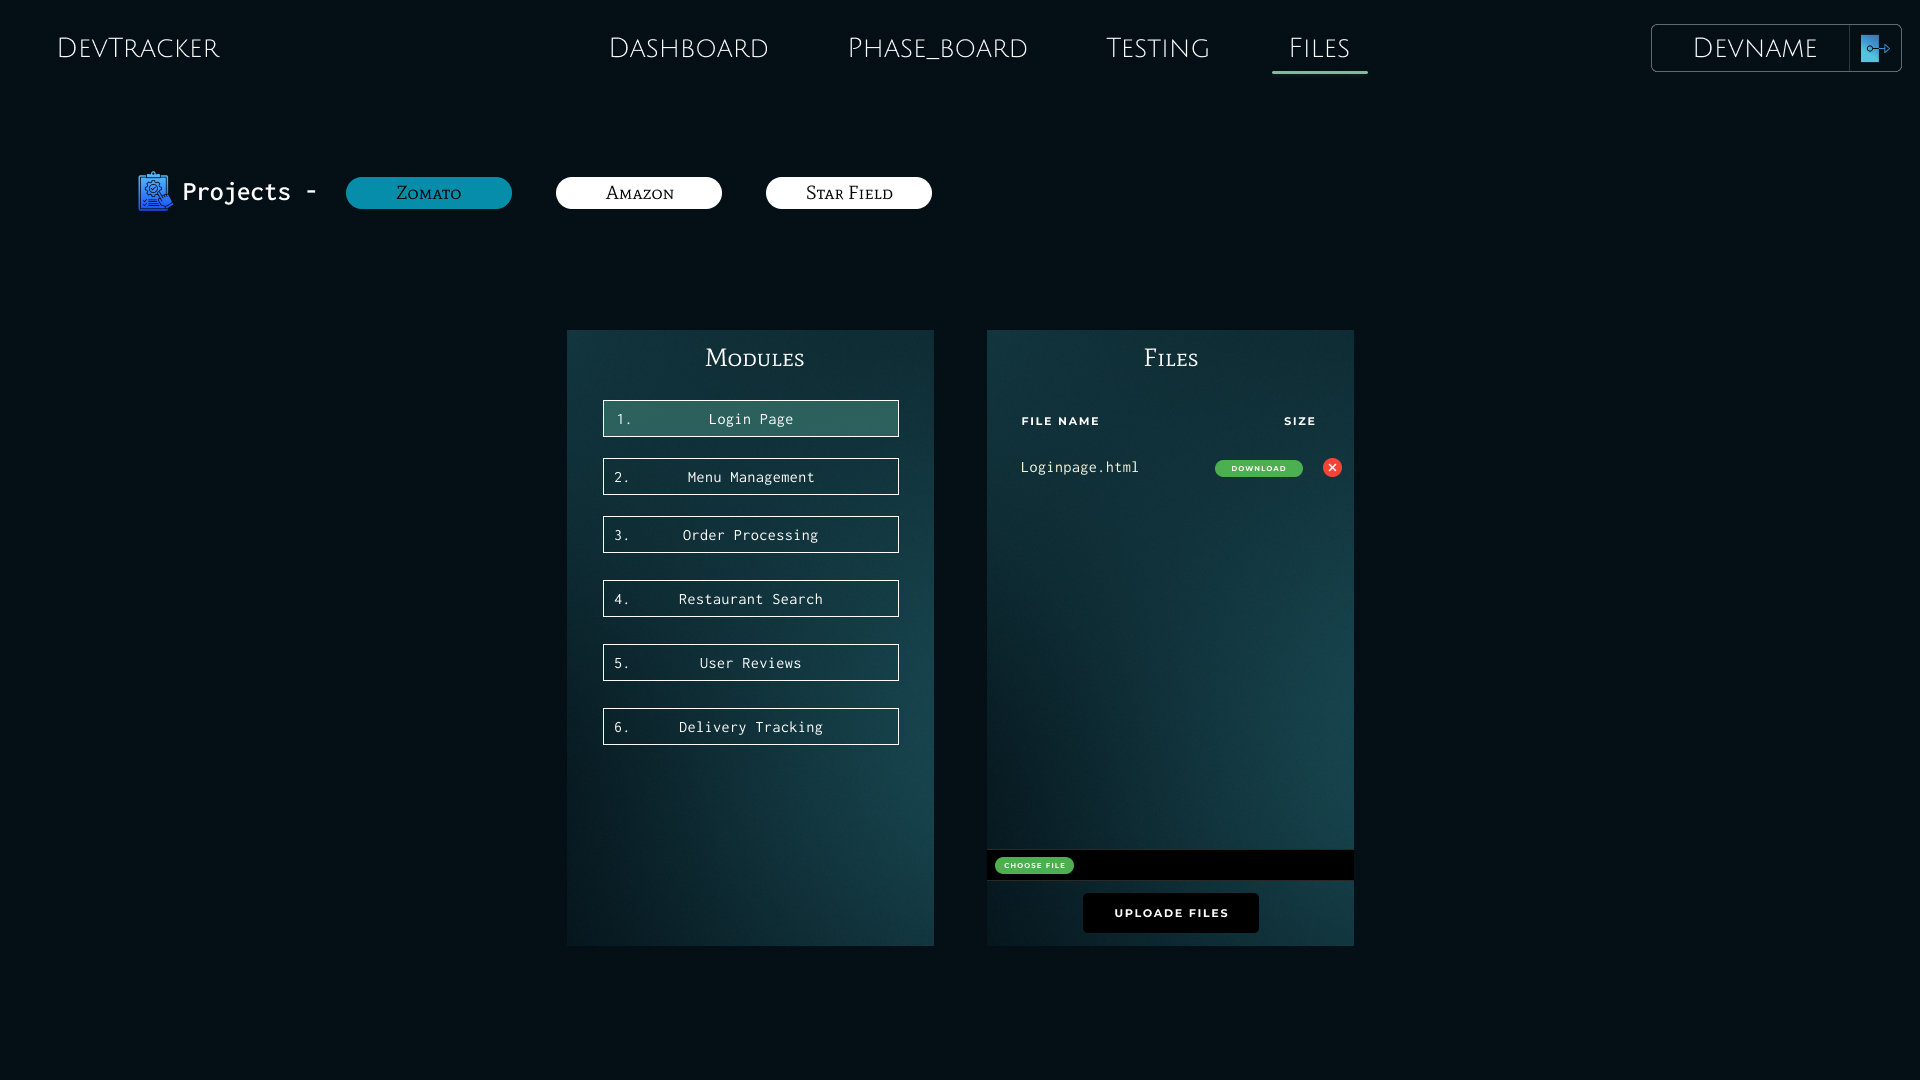 DevTracker
Dashboard
Phase_board
Testing
Files
Devname
Projects -
Zomato
Amazon
Star Field
Modules
1. Login Page
2. Menu Management
3. Order Processing
4. Restaurant Search
5. User Reviews
6. Delivery Tracking
Files
FILE NAME SIZE
Loginpage.html DOWNLOAD
CHOOSE FILE
UPLOADE FILES